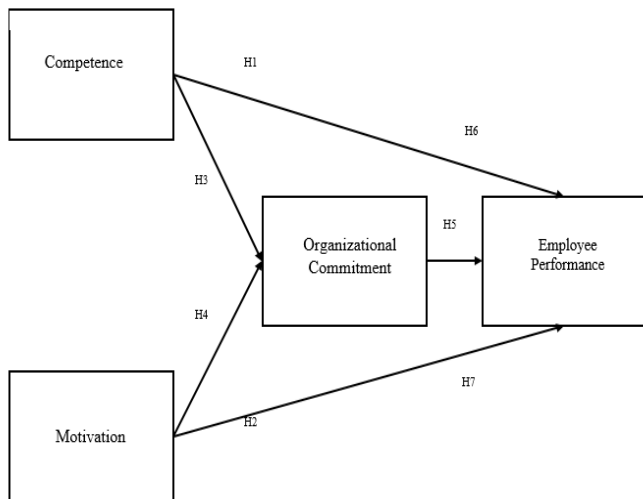 Competence
H1
H6
H3
Organizational
Commitment
H5
Employee
Performance
H4
H7
H2
Motivation